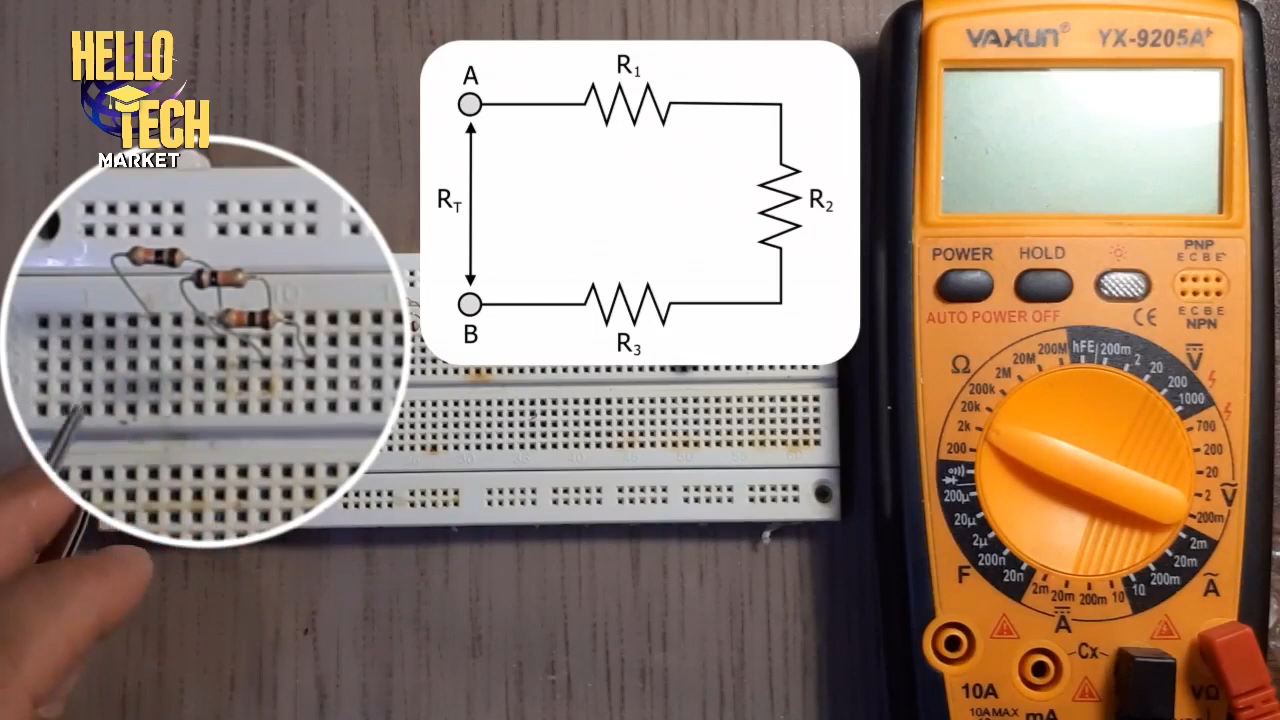 HELLO
TECH
MARKET
A
R1
RT
R2
B
R3
YAXUN® YX-9205A+
POWER HOLD
AUTO POWER OFF
CE
PNP
E C B E
E C B E
NPN
Ω
hFE
200m
2
20
200
1000
V
700
200
20
2
200m
V
2m
20m
200m
10
A
10
200m
20m
2m
A
20n
200n
2µ
F
20µ
200µ
200
2k
20k
200k
2M
20M
200M
Cx
10A
10A MAX
mA
VΩ